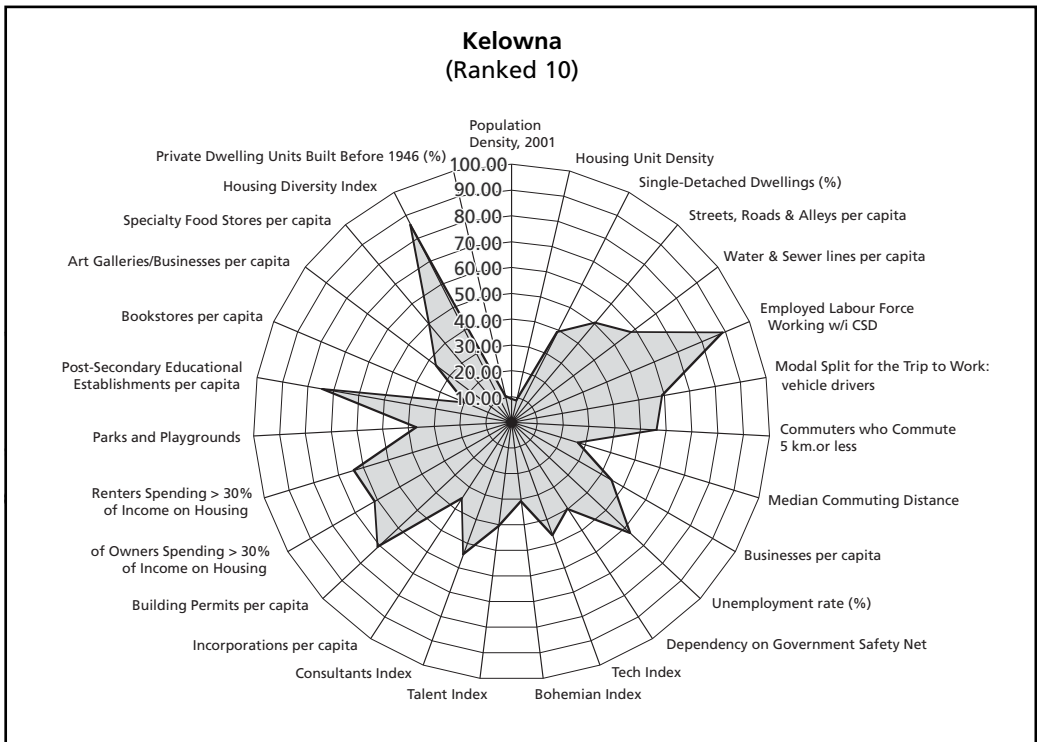 Kelowna
(Ranked 10)
Population
Density, 2001
Housing Unit Density
Single-Detached Dwellings (%)
Streets, Roads & Alleys per capita
Water & Sewer lines per capita
Employed Labour Force
Working w/i CSD
Modal Split for the Trip to Work:
vehicle drivers
Commuters who Commute
5 km.or less
Median Commuting Distance
Businesses per capita
Unemployment rate (%)
Dependency on Government Safety Net
Tech Index
Bohemian Index
Talent Index
Consultants Index
Incorporations per capita
Building Permits per capita
of Owners Spending > 30%
of Income on Housing
Renters Spending > 30%
of Income on Housing
Parks and Playgrounds
Post-Secondary Educational
Establishments per capita
Bookstores per capita
Art Galleries/Businesses per capita
Specialty Food Stores per capita
Housing Diversity Index
Private Dwelling Units Built Before 1946 (%)
100.00
90.00
80.00
70.00
60.00
50.00
40.00
30.00
20.00
10.00